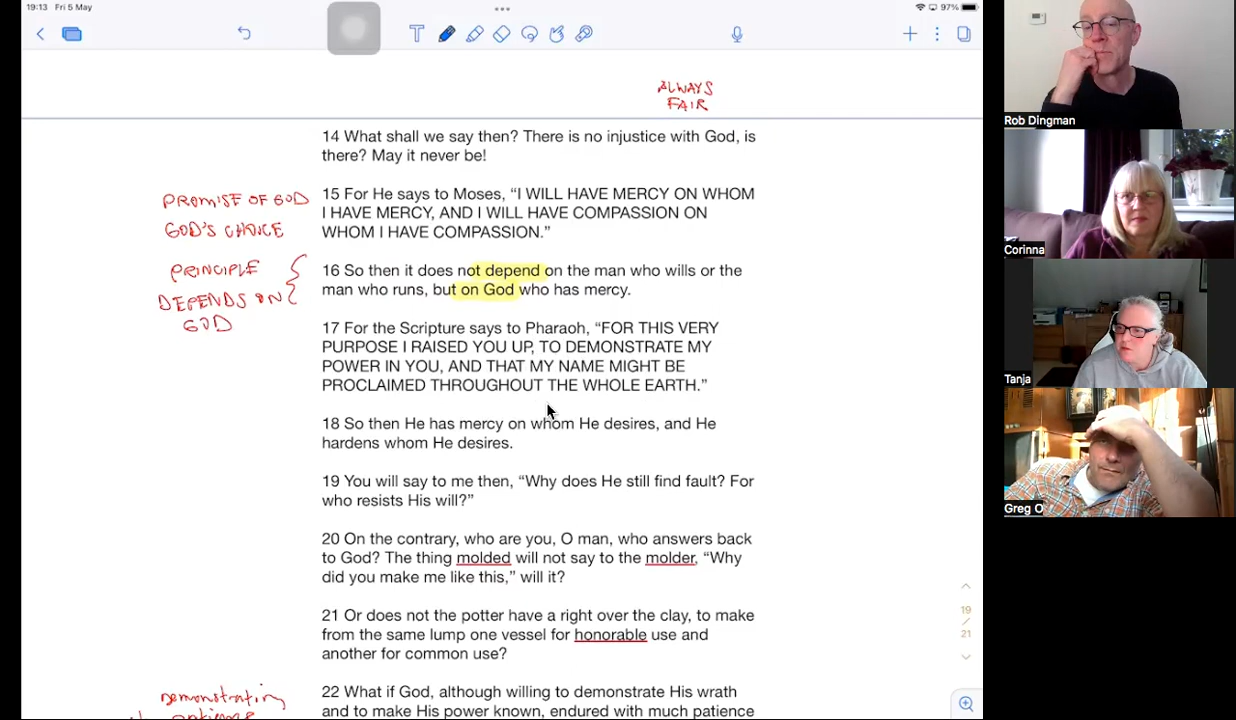 19:13 Fri 5 May
97%
T
ALWAYS
FAIR
14 What shall we say then? There is no injustice with God, is
there? May it never be!
PROMISE OF GOD
GOD'S CHOICE
15 For He says to Moses, “I WILL HAVE MERCY ON WHOM
I HAVE MERCY, AND I WILL HAVE COMPASSION ON
WHOM I HAVE COMPASSION.”
PRINCIPLE
DEPENDS ON
GOD
16 So then it does not depend on the man who wills or the
man who runs, but on God who has mercy.
17 For the Scripture says to Pharaoh, “FOR THIS VERY
PURPOSE I RAISED YOU UP, TO DEMONSTRATE MY
POWER IN YOU, AND THAT MY NAME MIGHT BE
PROCLAIMED THROUGHOUT THE WHOLE EARTH.”
18 So then He has mercy on whom He desires, and He
hardens whom He desires.
19 You will say to me then, “Why does He still find fault? For
who resists His will?”
20 On the contrary, who are you, O man, who answers back
to God? The thing molded will not say to the molder, “Why
did you make me like this,” will it?
21 Or does not the potter have a right over the clay, to make
from the same lump one vessel for honorable use and
another for common use?
Demonstrating
patience
22 What if God, although willing to demonstrate His wrath
and to make His power known, endured with much patience
19
/
21
Rob Dingman
Corinna
Tanja
Greg O